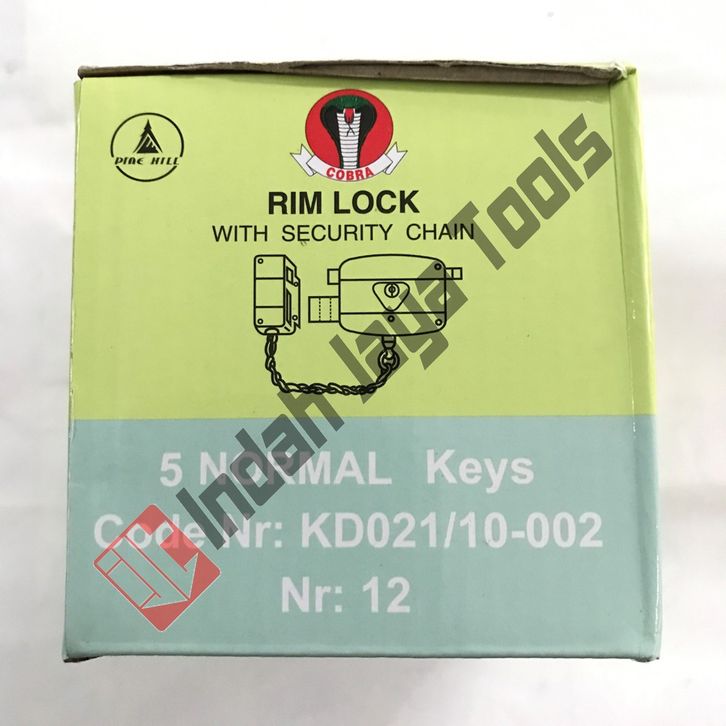 PINE HILL
COBRA
RIM LOCK
WITH SECURITY CHAIN
5 NORMAL Keys
Code Nr: KD021/10-002
Nr: 12
Indah Jaya Tools